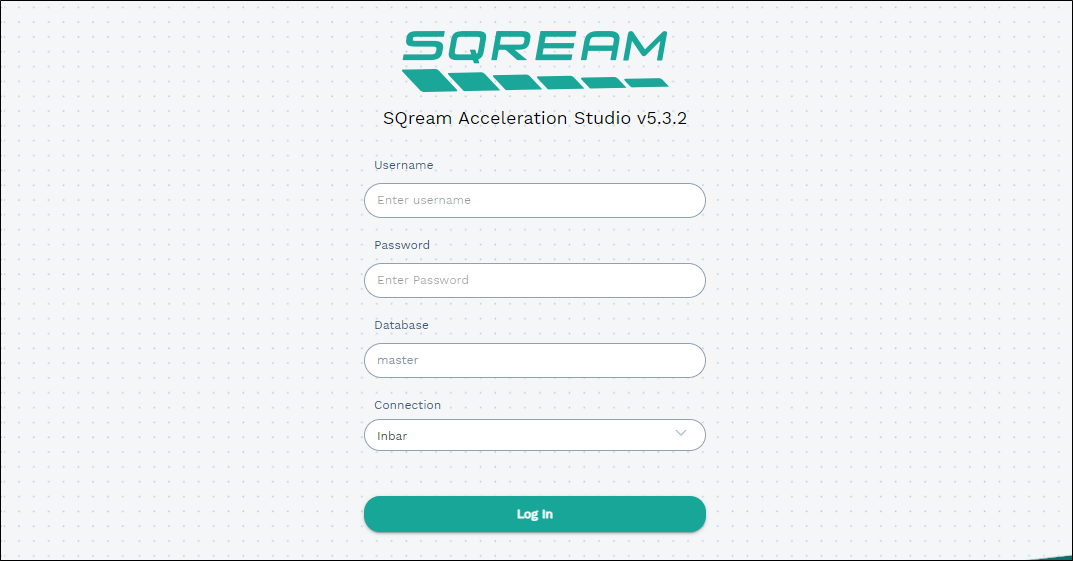 SQREAM
SQream Acceleration Studio v5.3.2
Username
Enter username
Password
Enter Password
Database
master
Connection
Inbar
Log In